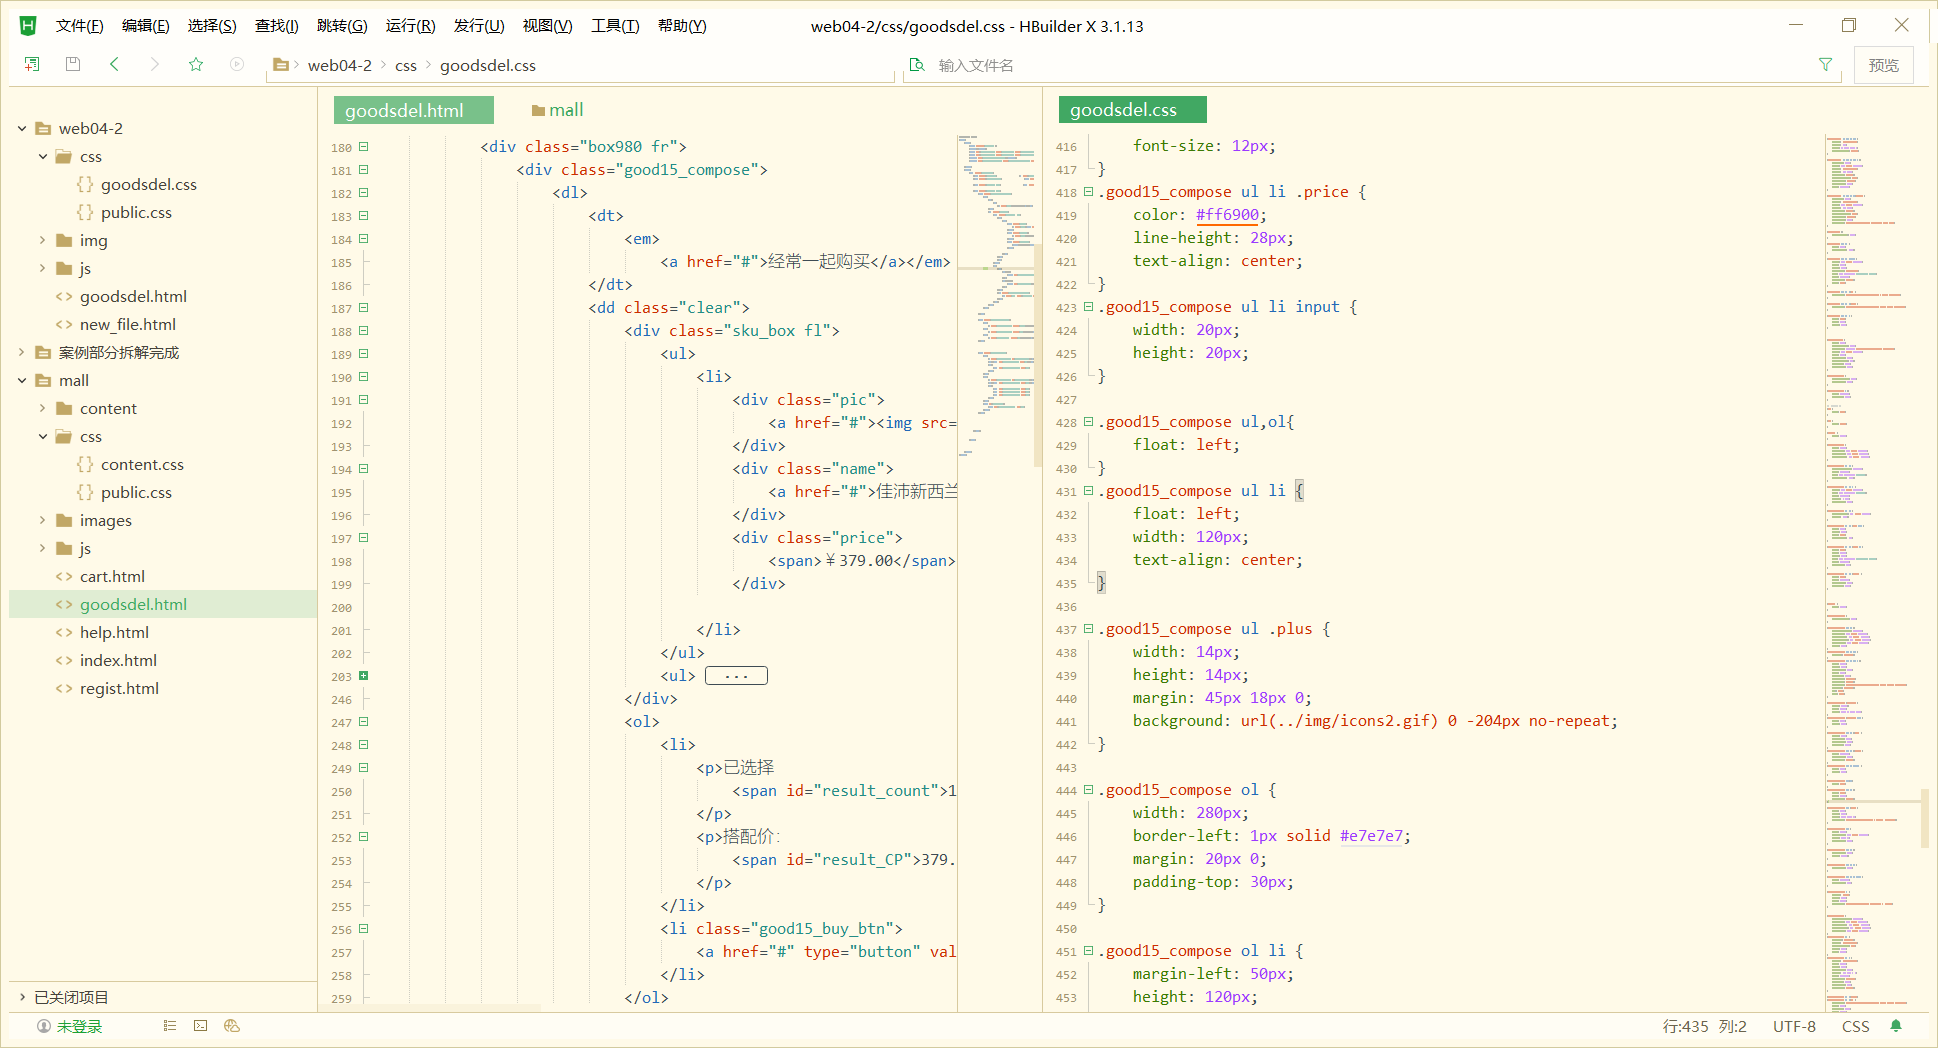 文件(F) 编辑(E) 选择(S) 查找(I) 跳转(G) 运行(R) 发行(U) 视图(V) 工具(T) 帮助(Y)
web04-2/css/goodsdel.css - HBuilder X 3.1.13
web04-2 > css > goodsdel.css
输入文件名
预览
web04-2
css
goodsdel.css
public.css
img
js
goodsdel.html
new_file.html
案例部分拆解完成
mall
content
css
content.css
public.css
images
js
cart.html
goodsdel.html
help.html
index.html
regist.html
已关闭项目
goodsdel.html mall
180 <div class="box980 fr">
181 <div class="good15_compose">
182 <dl>
183 <dt>
184 <em>
185 <a href="#">经常一起购买</a></em>
186 </dt>
187 <dd class="clear">
188 <div class="sku_box fl">
189 <ul>
190 <li>
191 <div class="pic">
192 <a href="#"><img src=
193 </div>
194 <div class="name">
195 <a href="#">佳沛新西兰
196 </div>
197 <div class="price">
198 <span>￥379.00</span>
199 </div>
200
201 </li>
202 </ul>
203 <ul> ...
246 </div>
247 <ol>
248 <li>
249 <p>已选择
250 <span id="result_count">1
251 </p>
252 <p>搭配价：
253 <span id="result_CP">379.
254 </p>
255 </li>
256 <li class="good15_buy_btn">
257 <a href="#" type="button" val
258 </li>
259 </ol>
goodsdel.css
416 font-size: 12px;
417 }
418 .good15_compose ul li .price {
419 color: #ff6900;
420 line-height: 28px;
421 text-align: center;
422 }
423 .good15_compose ul li input {
424 width: 20px;
425 height: 20px;
426 }
427
428 .good15_compose ul,ol{
429 float: left;
430 }
431 .good15_compose ul li {
432 float: left;
433 width: 120px;
434 text-align: center;
435 }
436
437 .good15_compose ul .plus {
438 width: 14px;
439 height: 14px;
440 margin: 45px 18px 0;
441 background: url(../img/icons2.gif) 0 -204px no-repeat;
442 }
443
444 .good15_compose ol {
445 width: 280px;
446 border-left: 1px solid #e7e7e7;
447 margin: 20px 0;
448 padding-top: 30px;
449 }
450
451 .good15_compose ol li {
452 margin-left: 50px;
453 height: 120px;
未登录
行:435 列:2 UTF-8 CSS